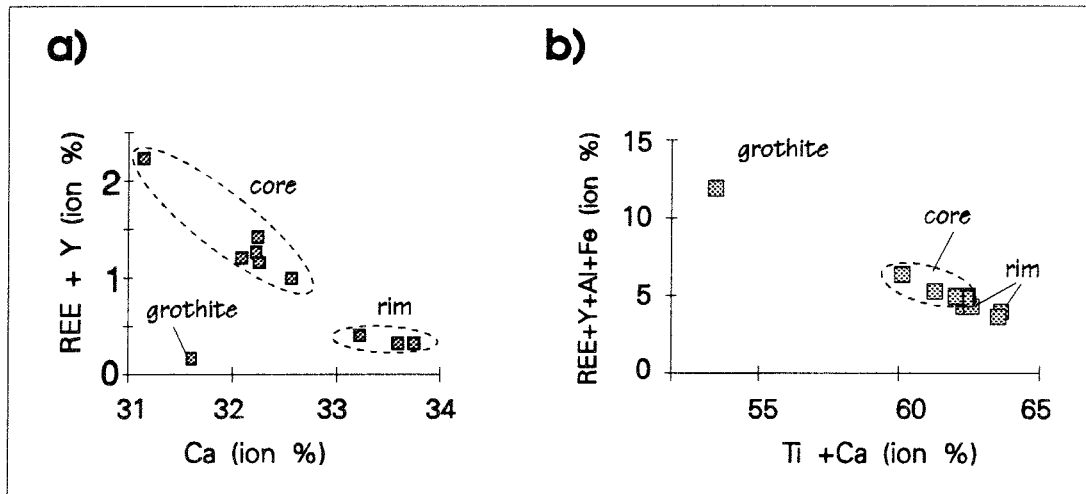 a)
REE + Y (ion %)
2
1
0
core
grothite
rim
31 32 33 34
Ca (ion %)
b)
REE+Y+Al+Fe (ion %)
15
10
5
0
grothite
core
rim
55 60 65
Ti +Ca (ion %)